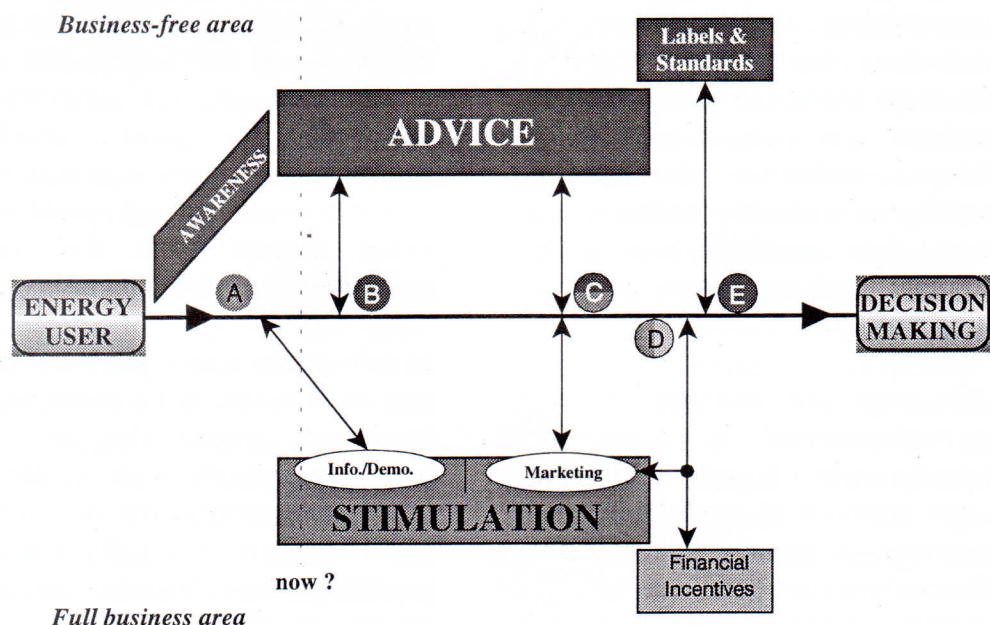 Business-free area
Labels &
Standards
ADVICE
AWARENESS
A
B
C
E
D
ENERGY
USER
DECISION
MAKING
Info./Demo.
Marketing
STIMULATION
now ?
Financial
Incentives
Full business area